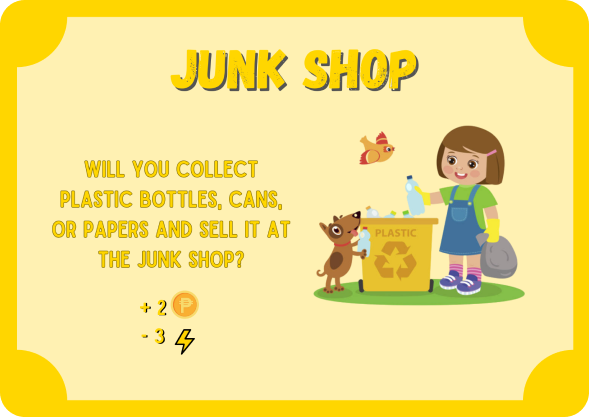 JUNK SHOP
WILL YOU COLLECT
PLASTIC BOTTLES, CANS,
OR PAPERS AND SELL IT AT
THE JUNK SHOP?
PLASTIC
+ 2 ₱
- 3